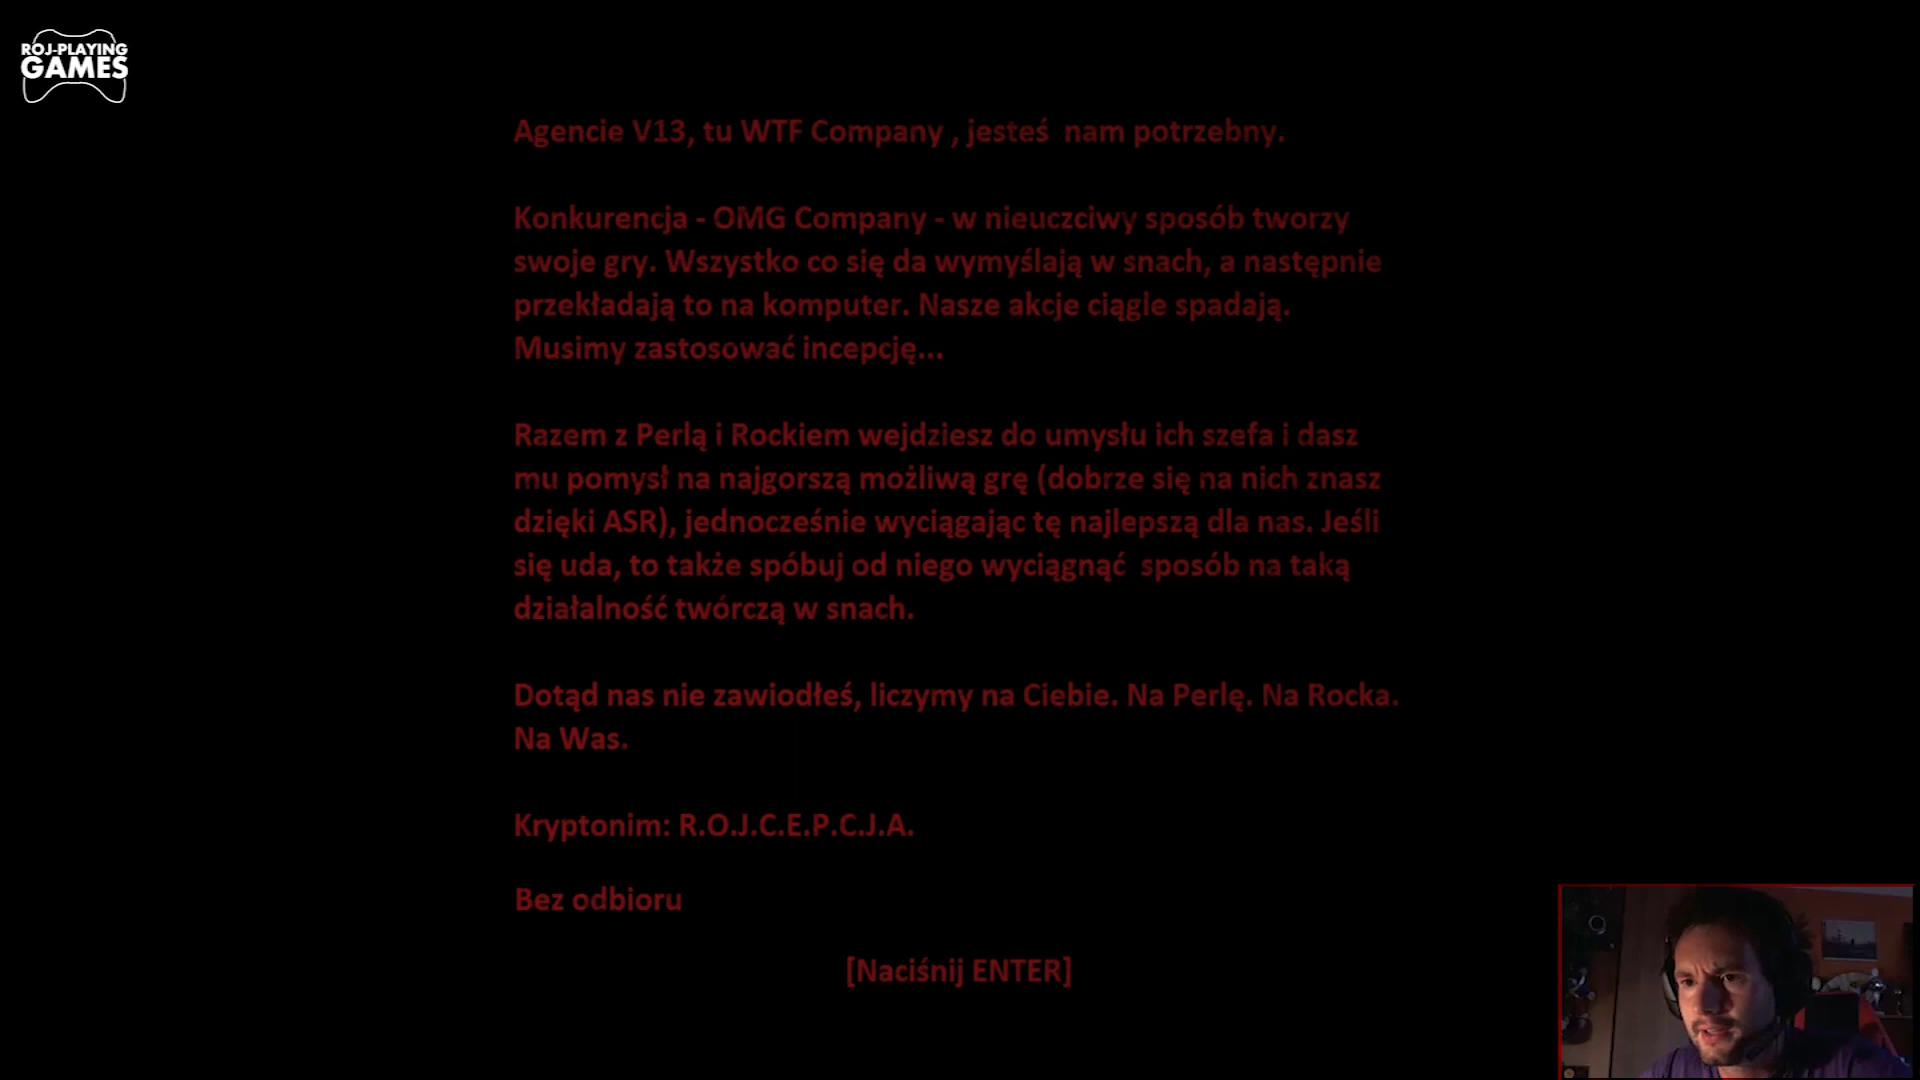 ROJ-PLAYING
GAMES
Agencie V13, tu WTF Company , jesteś  nam potrzebny.
Konkurencja - OMG Company - w nieuczciwy sposób tworzy
swoje gry. Wszystko co się da wymyślają w snach, a następnie
przekładają to na komputer. Nasze akcje ciągle spadają.
Musimy zastosować incepcję...
Razem z Perlą i Rockiem wejdziesz do umysłu ich szefa i dasz
mu pomysł na najgorszą możliwą grę (dobrze się na nich znasz
dzięki ASR), jednocześnie wyciągając tę najlepszą dla nas. Jeśli
się uda, to także spóbuj od niego wyciągnąć  sposób na taką
działalność twórczą w snach.
Dotąd nas nie zawiodłeś, liczymy na Ciebie. Na Perlę. Na Rocka.
Na Was.
Kryptonim: R.O.J.C.E.P.C.J.A.
Bez odbioru
[Naciśnij ENTER]